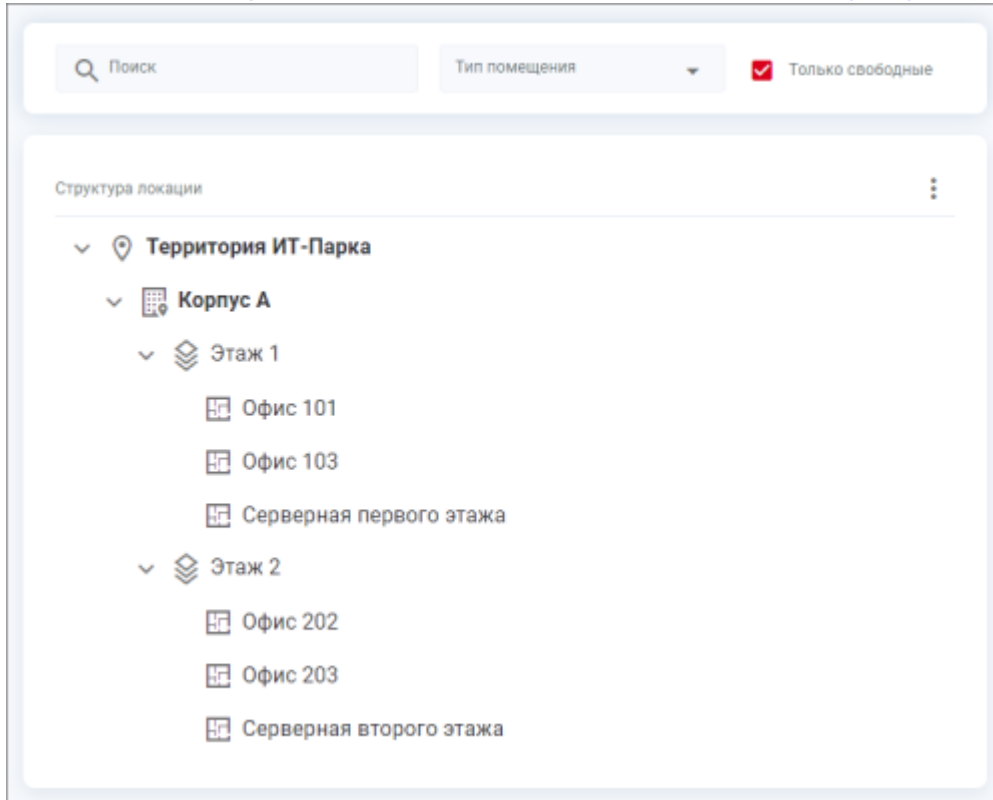 Поиск
Тип помещения
Только свободные
Структура локации
Территория ИТ-Парка
Корпус А
Этаж 1
Офис 101
Офис 103
Серверная первого этажа
Этаж 2
Офис 202
Офис 203
Серверная второго этажа